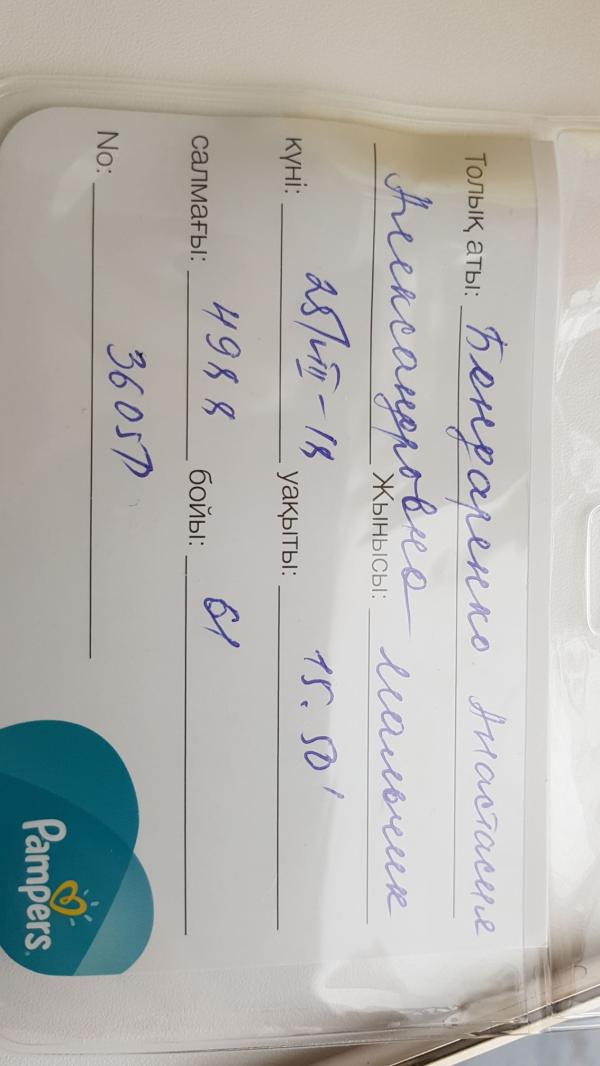 Толық аты: Бондаренко Анастасия
Александровна Жынысы: мальчик
күні: 28/VIII-18 уақыты: 15.50'
салмағы: 4988 бойы: 61
No: 36057
Pampers